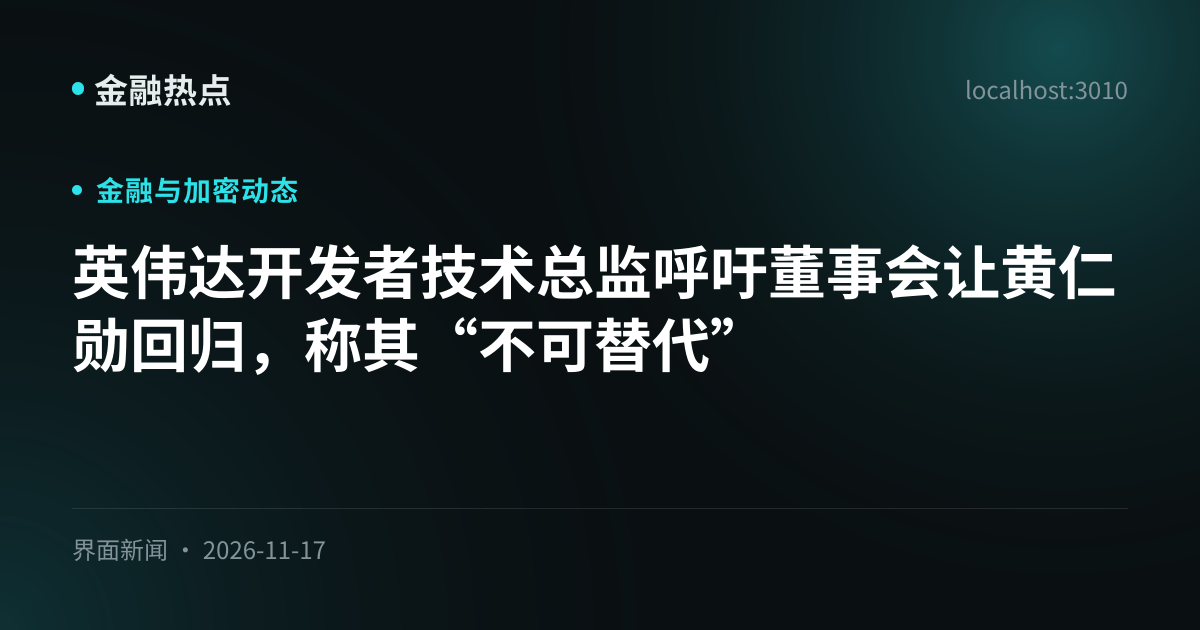 金融热点
localhost:3010
金融与加密动态
英伟达开发者技术总监呼吁董事会让黄仁
勋回归，称其“不可替代”
界面新闻 · 2026-11-17